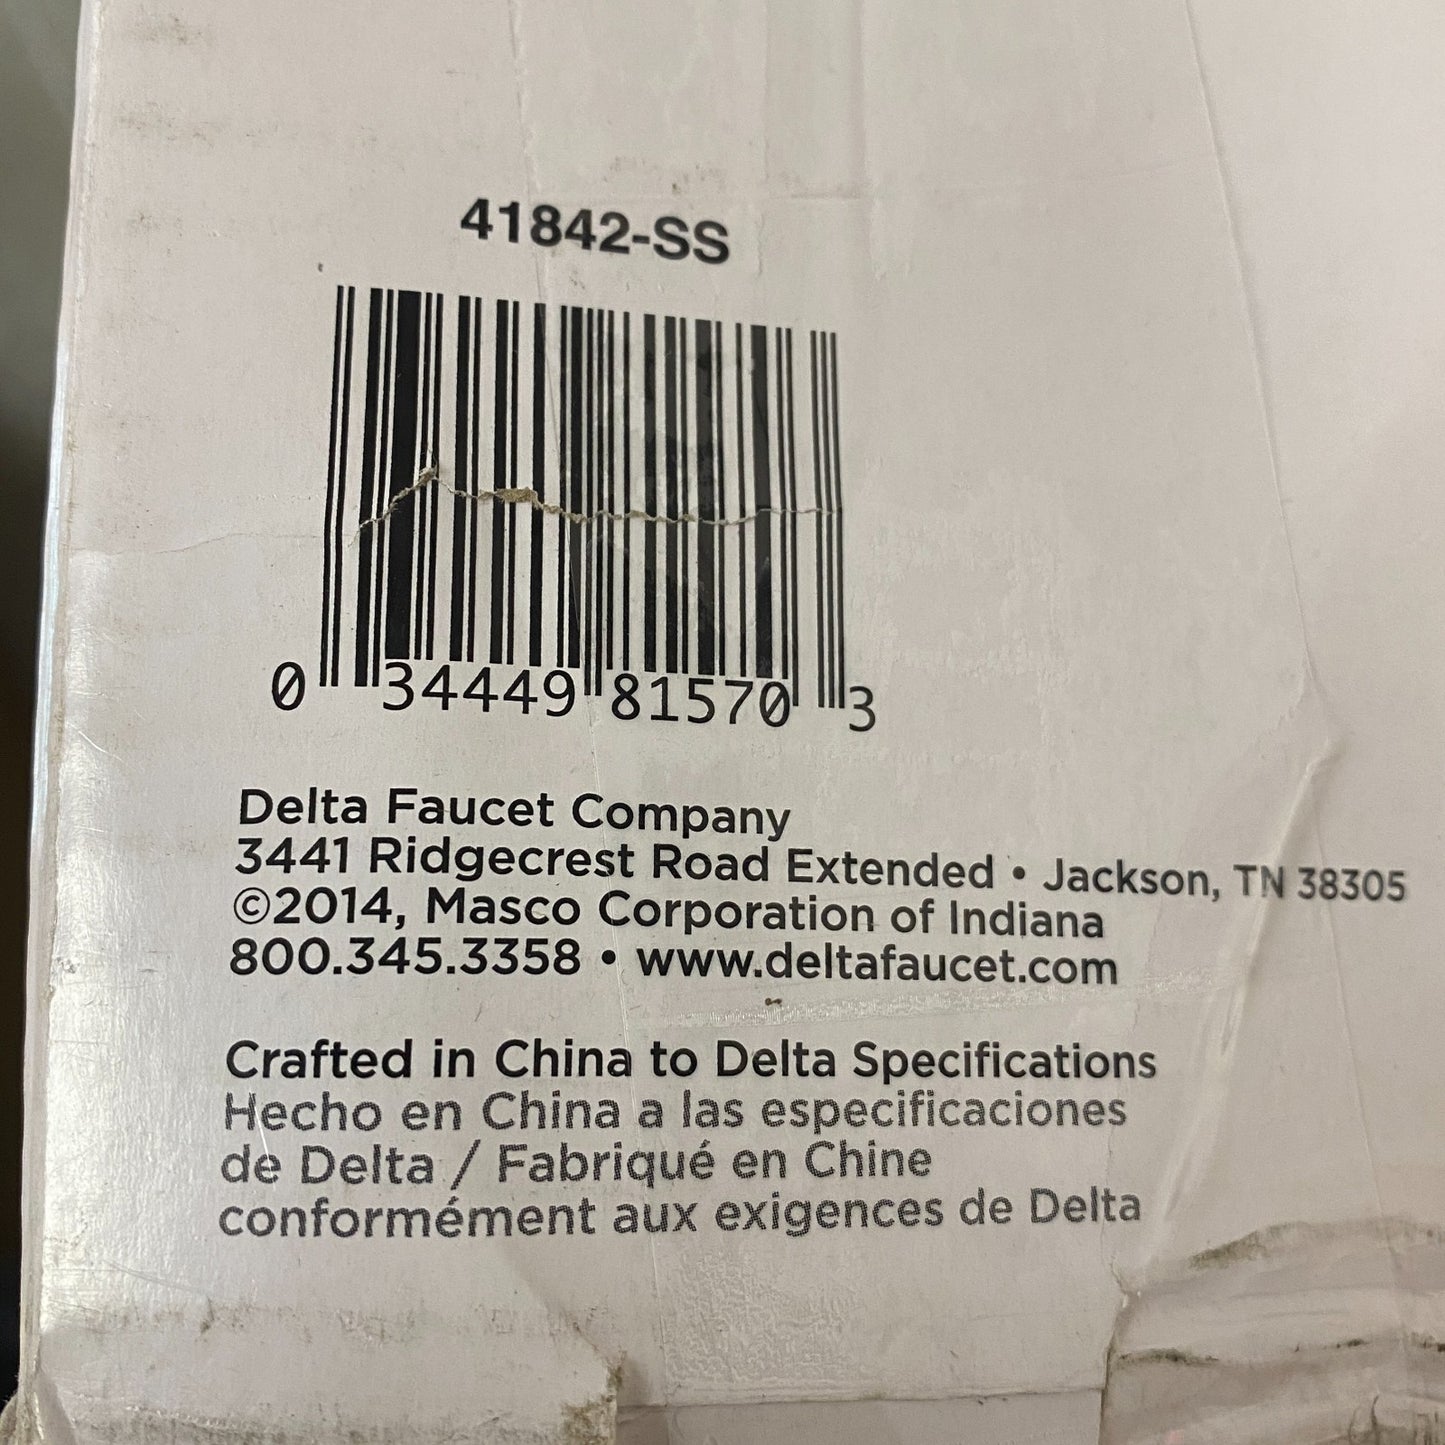 41842-SS
0 34449 81570 3
Delta Faucet Company
3441 Ridgecrest Road Extended • Jackson, TN 38305
©2014, Masco Corporation of Indiana
800.345.3358 • www.deltafaucet.com
Crafted in China to Delta Specifications
Hecho en China a las especificaciones
de Delta / Fabriqué en Chine
conformément aux exigences de Delta